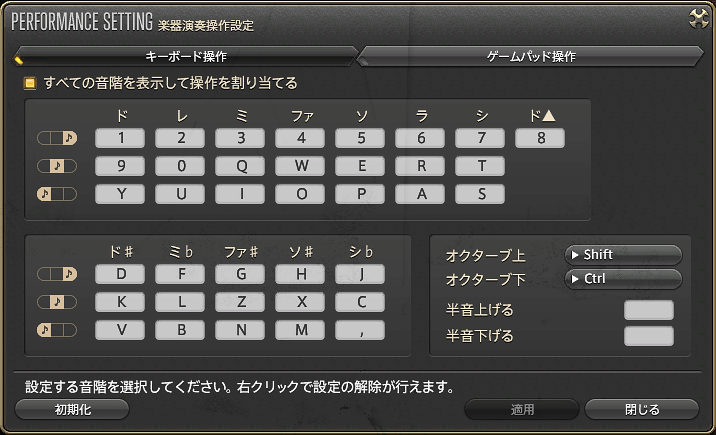 PERFORMANCE SETTING 楽器演奏操作設定
キーボード操作 ゲームパッド操作
すべての音階を表示して操作を割り当てる
ド レ ミ ファ ソ ラ シ ド▲
1 2 3 4 5 6 7 8
9 0 Q W E R T
Y U I O P A S
ド♯ ミ♭ ファ♯ ソ♯ シ♭
D F G H J
K L Z X C
V B N M ,
オクターブ上 Shift
オクターブ下 Ctrl
半音上げる
半音下げる
設定する音階を選択してください。右クリックで設定の解除が行えます。
初期化 適用 閉じる